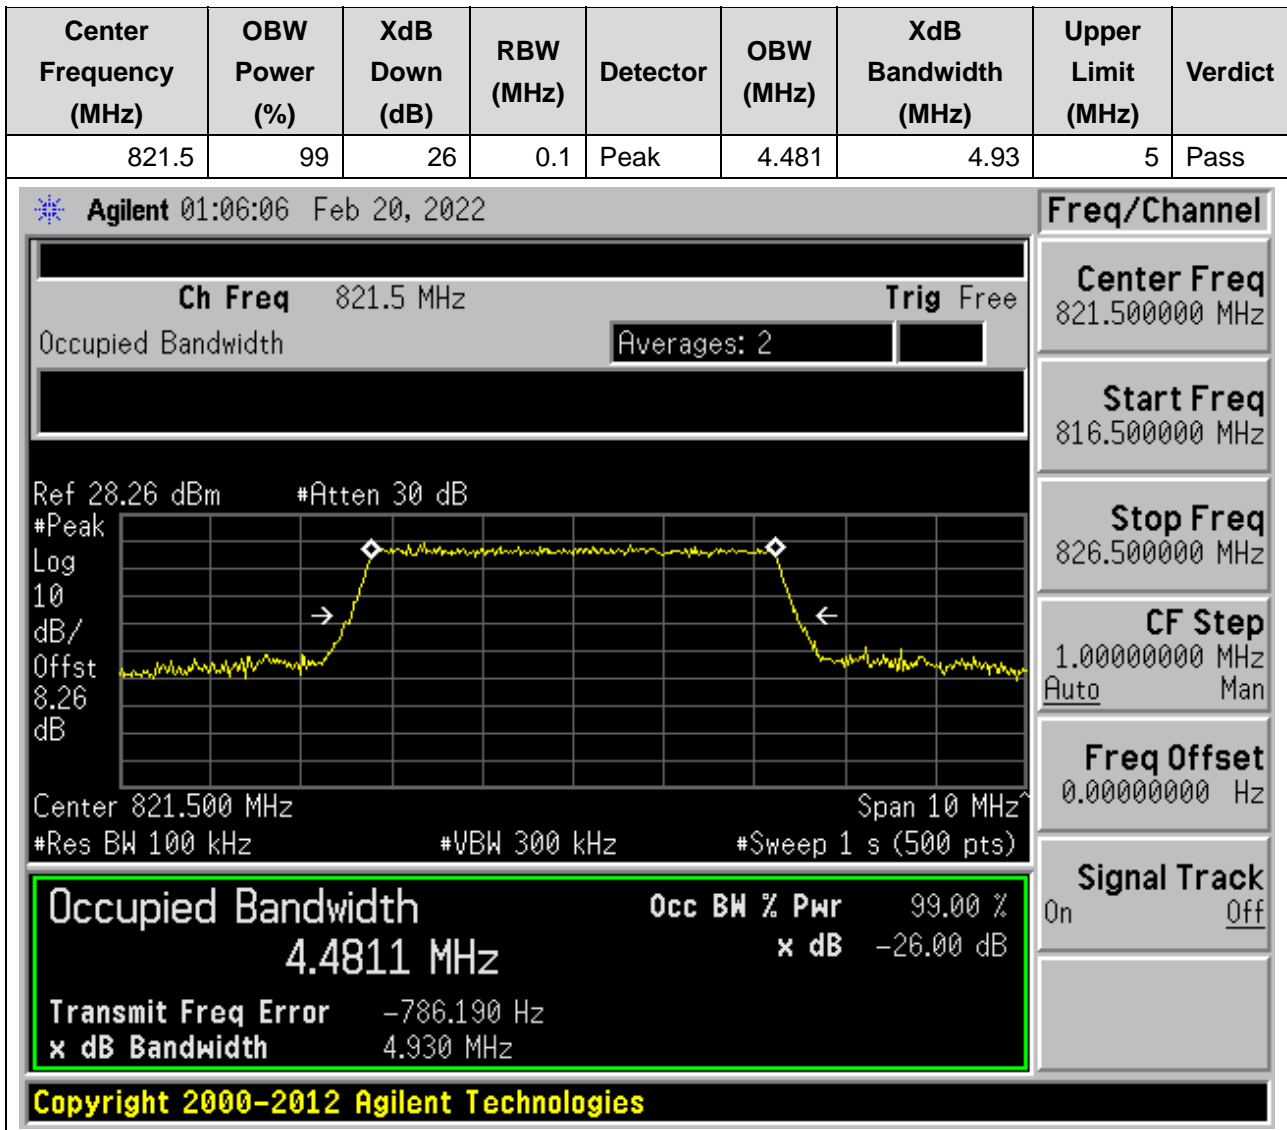 Center Frequency (MHz) OBW Power (%) XdB Down (dB) RBW (MHz) Detector OBW (MHz) XdB Bandwidth (MHz) Upper Limit (MHz) Verdict
821.5 99 26 0.1 Peak 4.481 4.93 5 Pass
Agilent 01:06:06 Feb 20, 2022
Freq/Channel
Ch Freq 821.5 MHz Trig Free
Occupied Bandwidth Averages: 2
Ref 28.26 dBm #Atten 30 dB
#Peak
Log
10
dB/
Offst
8.26
dB
Center 821.500 MHz Span 10 MHz^
#Res BW 100 kHz #VBW 300 kHz #Sweep 1 s (500 pts)
Occupied Bandwidth Occ BW % Pwr 99.00 %
4.4811 MHz x dB -26.00 dB
Transmit Freq Error -786.190 Hz
x dB Bandwidth 4.930 MHz
Center Freq
821.500000 MHz
Start Freq
816.500000 MHz
Stop Freq
826.500000 MHz
CF Step
1.00000000 MHz
Auto Man
Freq Offset
0.00000000 Hz
Signal Track
On Off
Copyright 2000-2012 Agilent Technologies